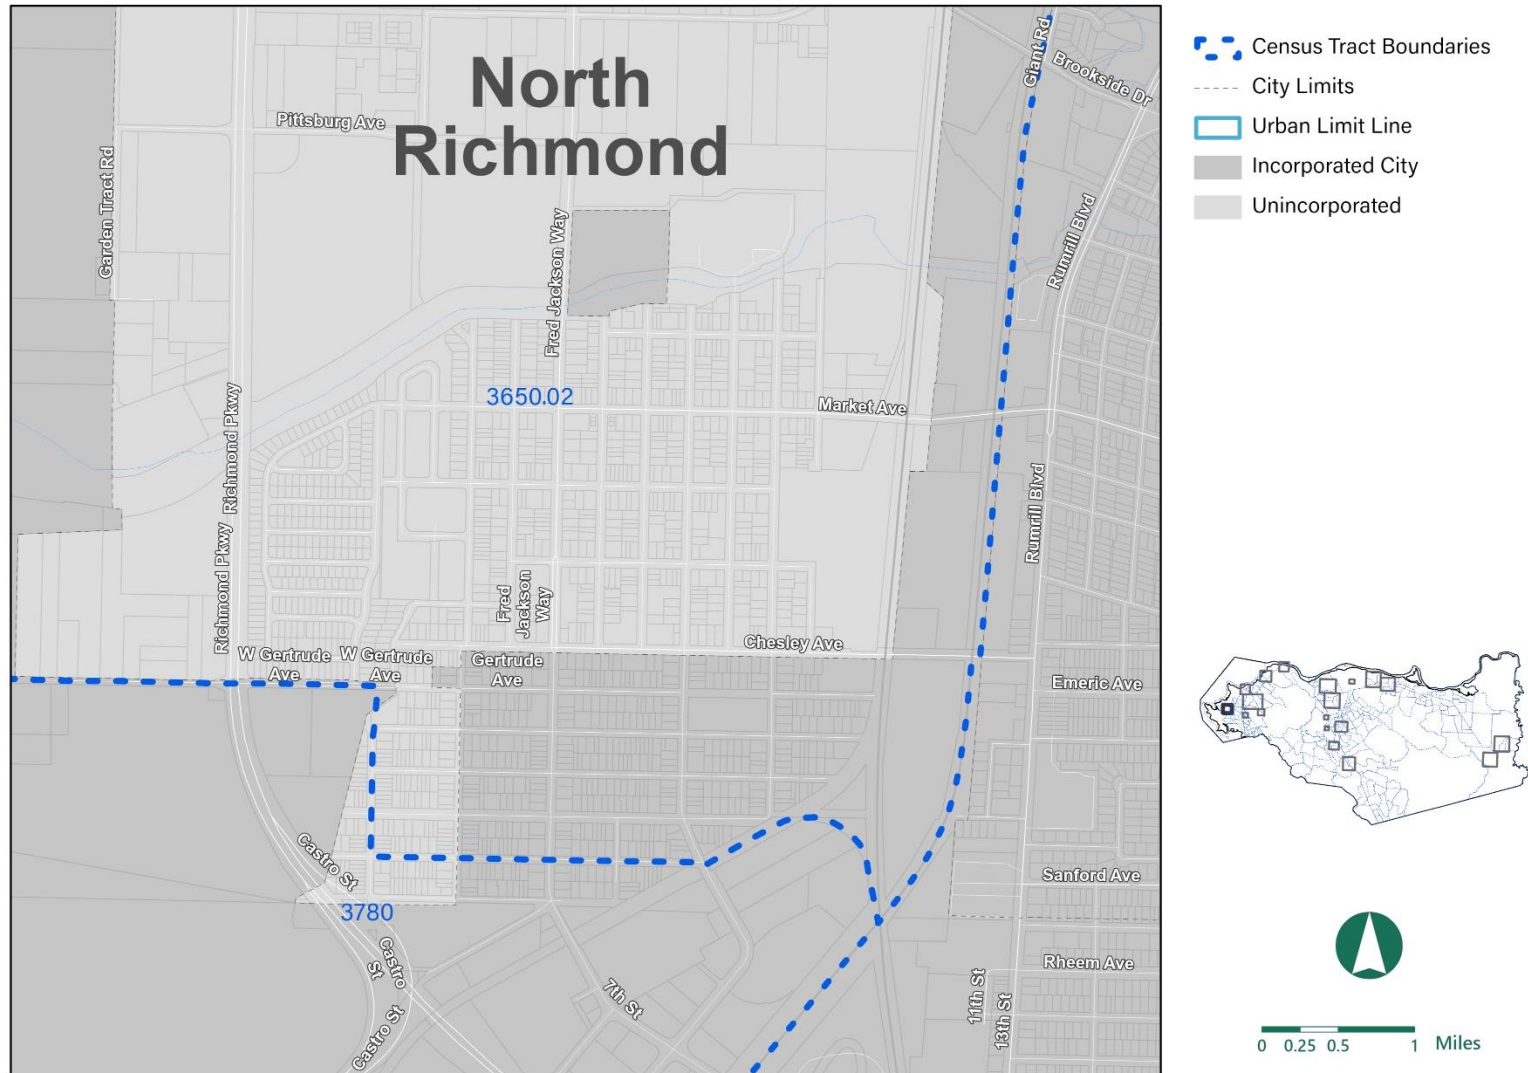 North
Richmond
Giant Rd
Brookside Dr
Pittsburg Ave
Garden Tract Rd
Fred Jackson Way
Rumrill Blvd
3650.02
Market Ave
Richmond Pkwy
Rumrill Blvd
Richmond Pkwy
Fred
Jackson
Way
Chesley Ave
W Gertrude
Ave
W Gertrude
Ave
Gertrude
Ave
Emeric Ave
Castro St
Sanford Ave
3780
Castro
St
Rheem Ave
7th St
11th St
13th St
Castro St
Census Tract Boundaries
City Limits
Urban Limit Line
Incorporated City
Unincorporated
0 0.25 0.5 1 Miles